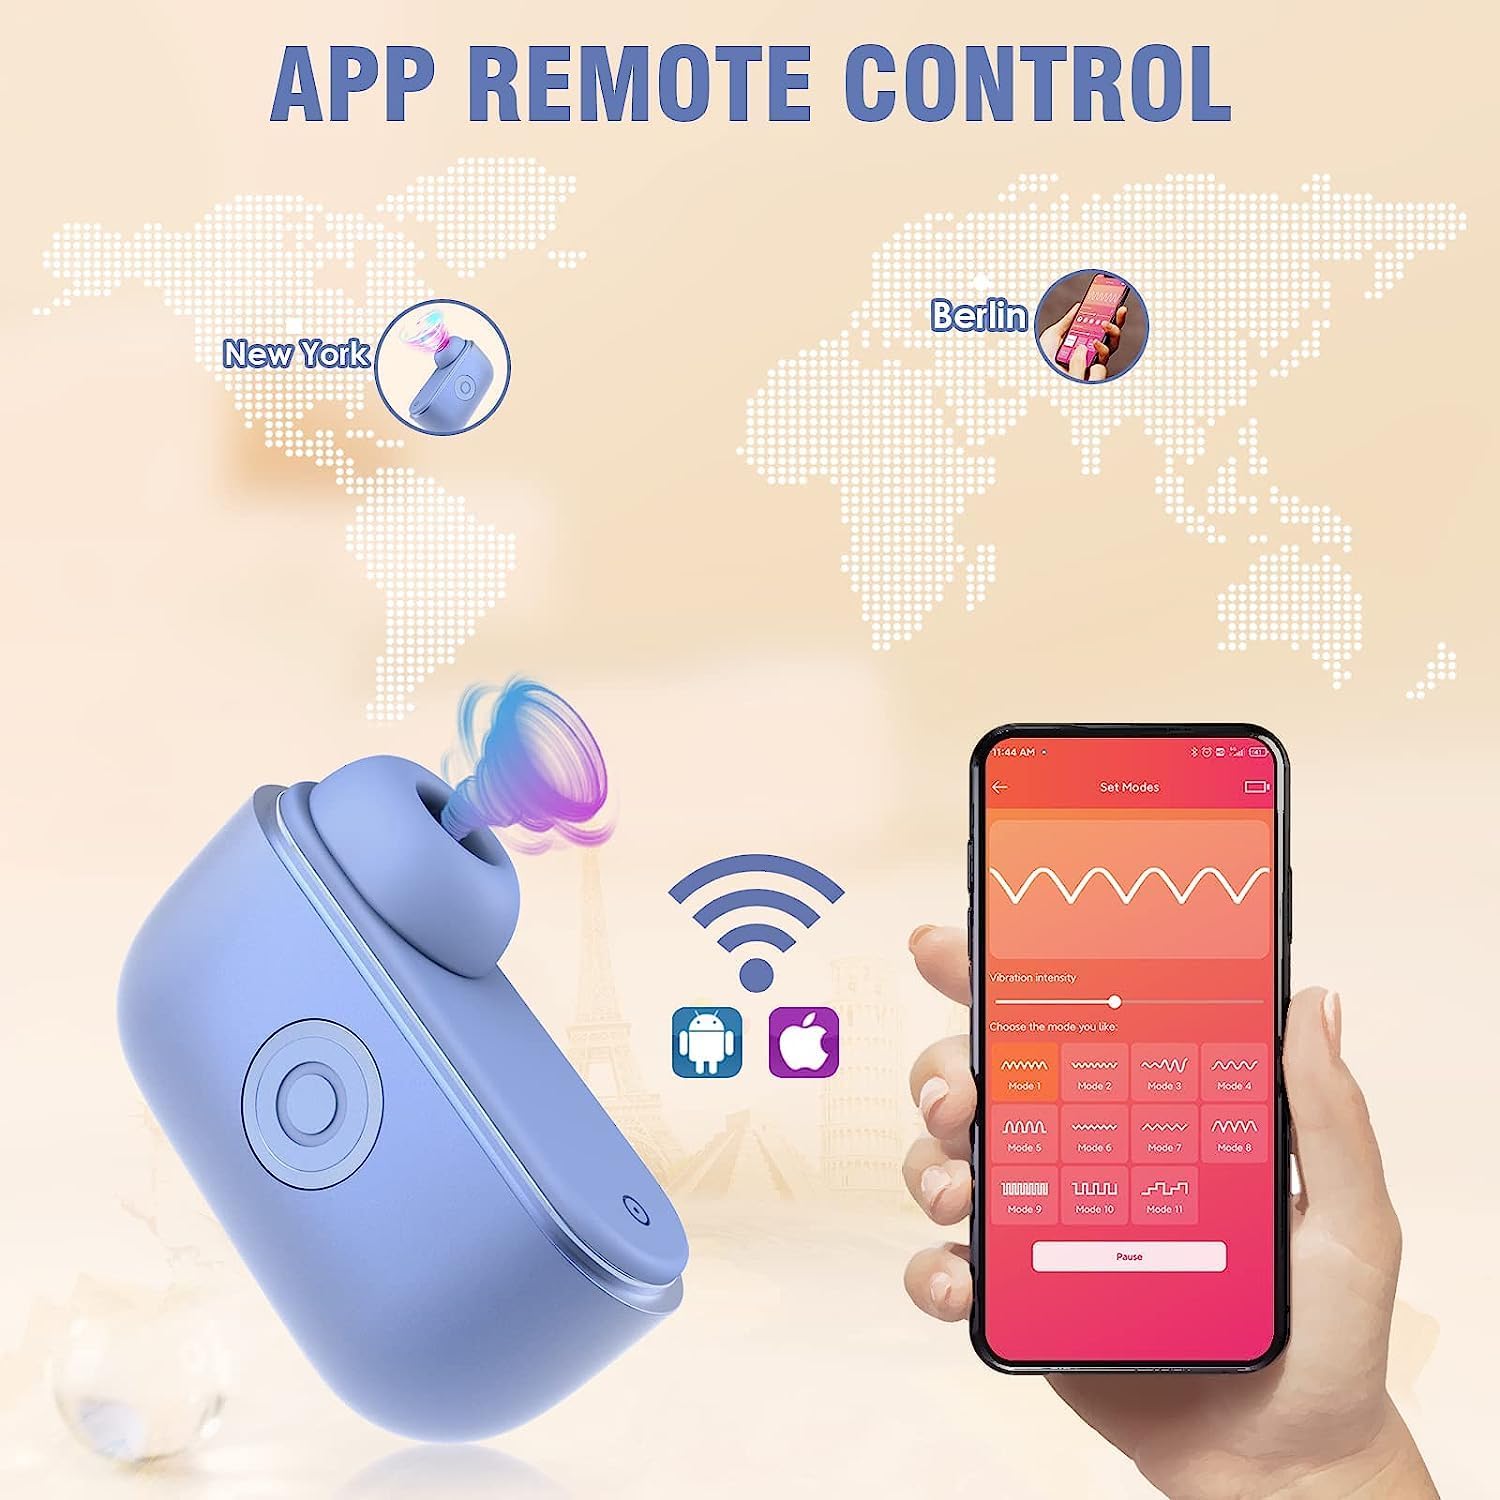 APP REMOTE CONTROL
New York
Berlin
11:44 AM
Set Modes
Vibration intensity
Choose the mode you like:
Mode 1
Mode 2
Mode 3
Mode 4
Mode 5
Mode 6
Mode 7
Mode 8
Mode 9
Mode 10
Mode 11
Pause